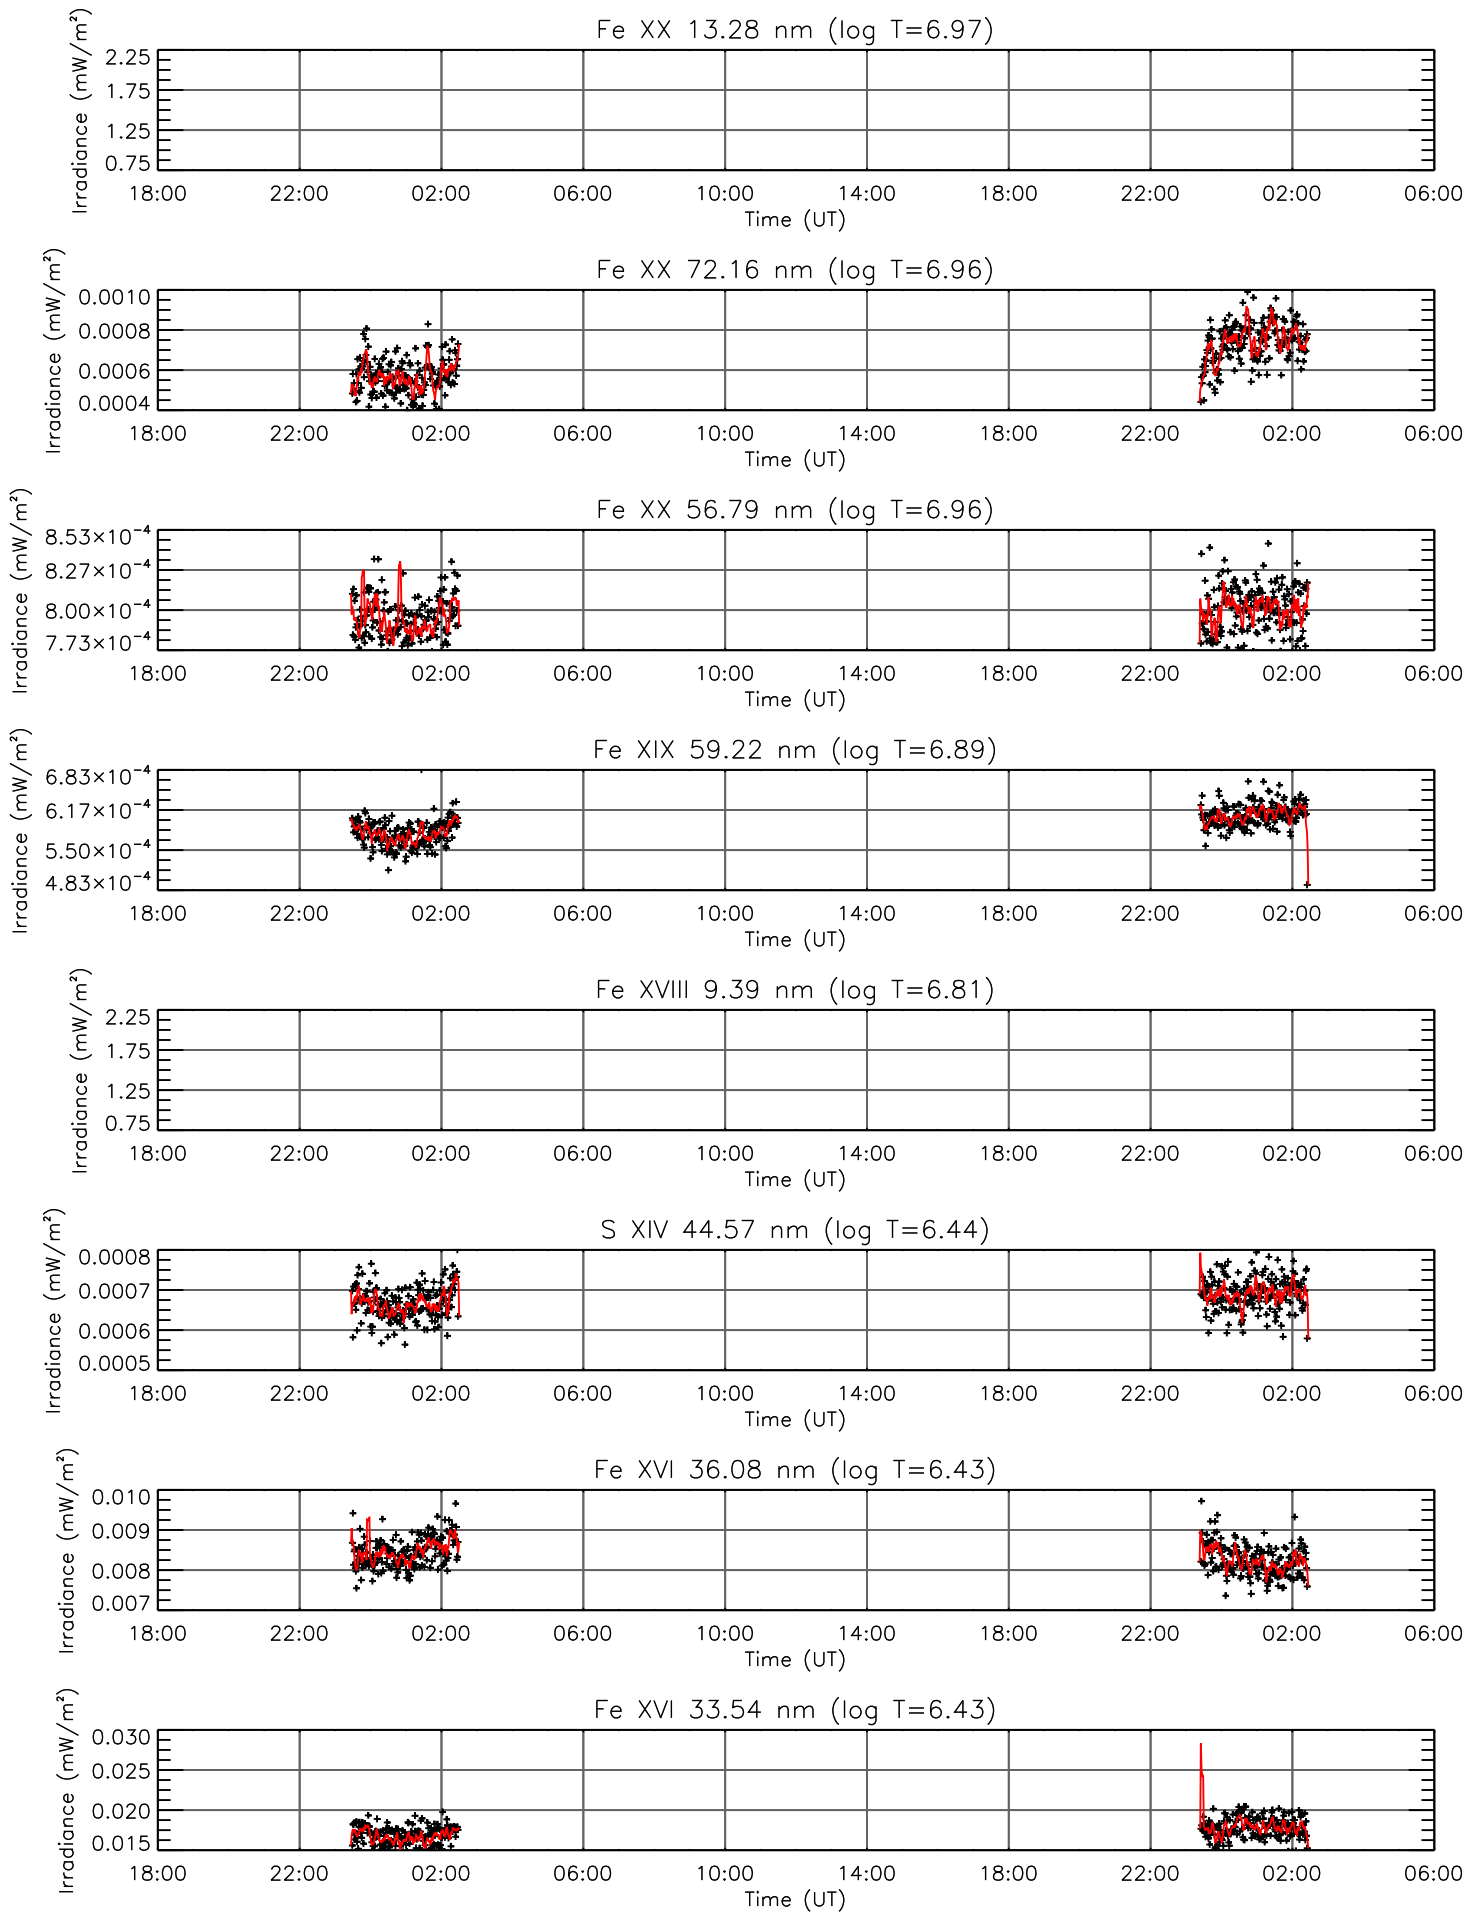 Fe XX 13.28 nm (log T=6.97)
Irradiance (mW/m²)
2.25
1.75
1.25
0.75
18:00 22:00 02:00 06:00 10:00 14:00 18:00 22:00 02:00 06:00
Time (UT)
Fe XX 72.16 nm (log T=6.96)
Irradiance (mW/m²)
0.0010
0.0008
0.0006
0.0004
18:00 22:00 02:00 06:00 10:00 14:00 18:00 22:00 02:00 06:00
Time (UT)
Fe XX 56.79 nm (log T=6.96)
Irradiance (mW/m²)
8.53×10⁻⁴
8.27×10⁻⁴
8.00×10⁻⁴
7.73×10⁻⁴
18:00 22:00 02:00 06:00 10:00 14:00 18:00 22:00 02:00 06:00
Time (UT)
Fe XIX 59.22 nm (log T=6.89)
Irradiance (mW/m²)
6.83×10⁻⁴
6.17×10⁻⁴
5.50×10⁻⁴
4.83×10⁻⁴
18:00 22:00 02:00 06:00 10:00 14:00 18:00 22:00 02:00 06:00
Time (UT)
Fe XVIII 9.39 nm (log T=6.81)
Irradiance (mW/m²)
2.25
1.75
1.25
0.75
18:00 22:00 02:00 06:00 10:00 14:00 18:00 22:00 02:00 06:00
Time (UT)
S XIV 44.57 nm (log T=6.44)
Irradiance (mW/m²)
0.0008
0.0007
0.0006
0.0005
18:00 22:00 02:00 06:00 10:00 14:00 18:00 22:00 02:00 06:00
Time (UT)
Fe XVI 36.08 nm (log T=6.43)
Irradiance (mW/m²)
0.010
0.009
0.008
0.007
18:00 22:00 02:00 06:00 10:00 14:00 18:00 22:00 02:00 06:00
Time (UT)
Fe XVI 33.54 nm (log T=6.43)
Irradiance (mW/m²)
0.030
0.025
0.020
0.015
18:00 22:00 02:00 06:00 10:00 14:00 18:00 22:00 02:00 06:00
Time (UT)